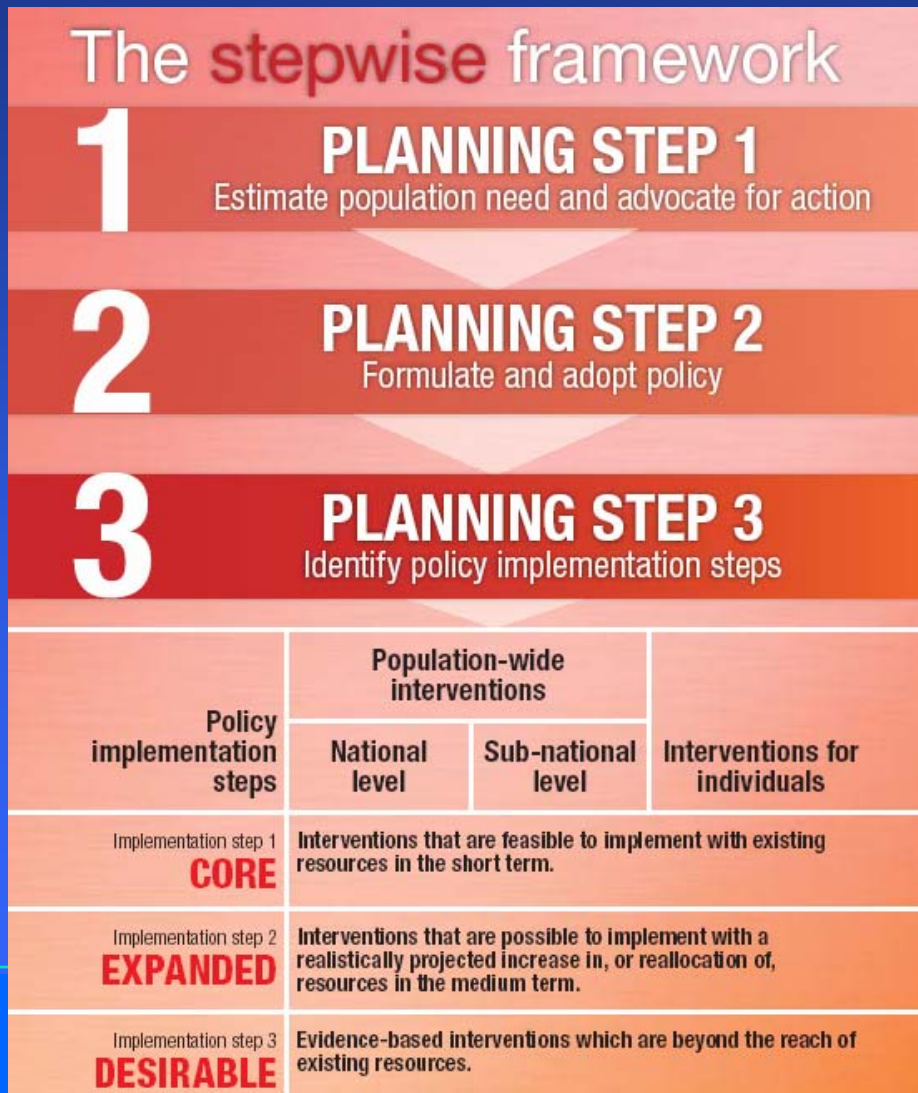 The stepwise framework
1
PLANNING STEP 1
Estimate population need and advocate for action
2
PLANNING STEP 2
Formulate and adopt policy
3
PLANNING STEP 3
Identify policy implementation steps
Policy
implementation
steps
Population-wide
interventions
National
level
Sub-national
level
Interventions for
individuals
Implementation step 1
CORE
Interventions that are feasible to implement with existing
resources in the short term.
Implementation step 2
EXPANDED
Interventions that are possible to implement with a
realistically projected increase in, or reallocation of,
resources in the medium term.
Implementation step 3
DESIRABLE
Evidence-based interventions which are beyond the reach of
existing resources.